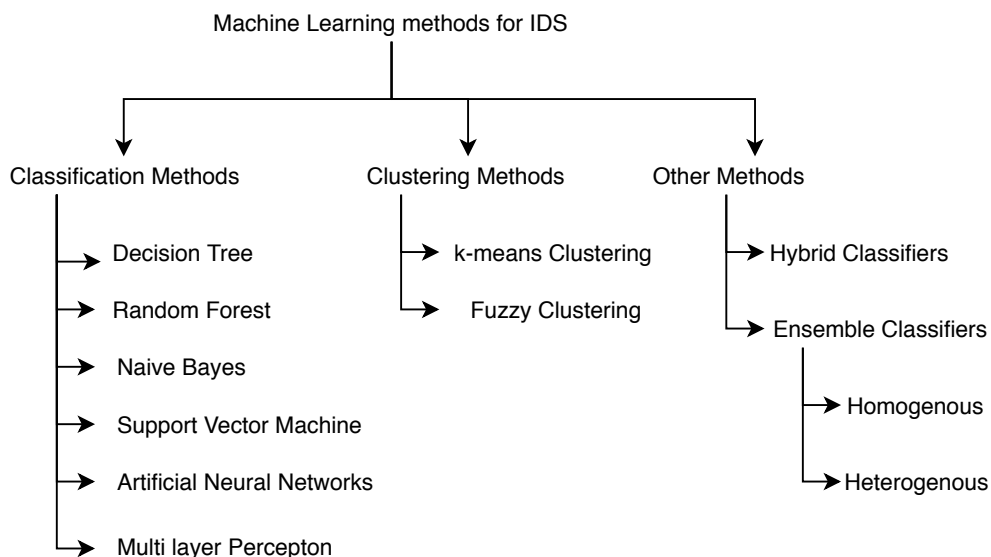 Machine Learning methods for IDS
Classification Methods
Decision Tree
Random Forest
Naive Bayes
Support Vector Machine
Artificial Neural Networks
Multi layer Percepton
Clustering Methods
k-means Clustering
Fuzzy Clustering
Other Methods
Hybrid Classifiers
Ensemble Classifiers
Homogenous
Heterogenous